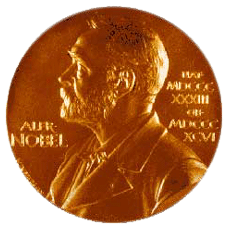 ALFR·
NOBEL
NAT·
MDCCC
XXXIII
OB·
MDCCC
XCVI